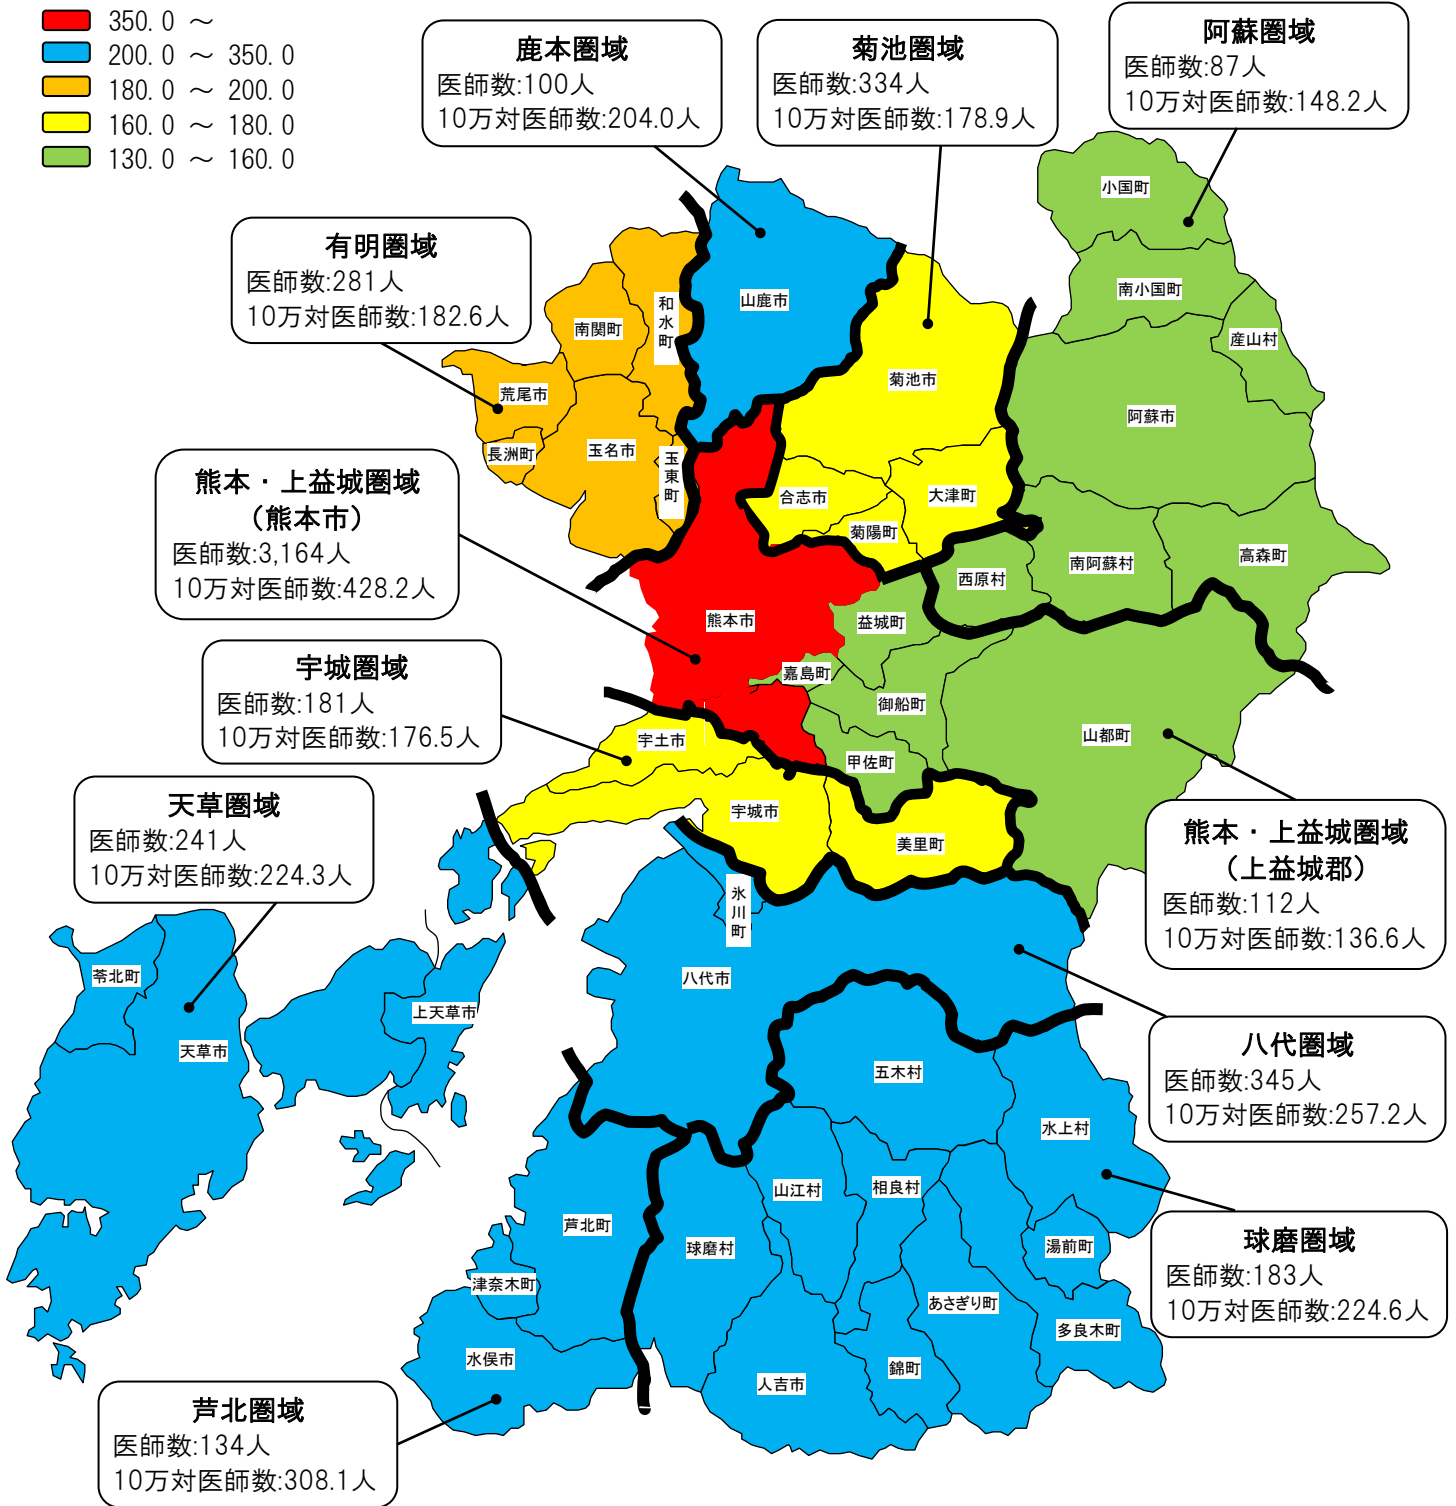 350.0 ～
200.0 ～ 350.0
180.0 ～ 200.0
160.0 ～ 180.0
130.0 ～ 160.0
鹿本圏域
医師数:100人
10万対医師数:204.0人
菊池圏域
医師数:334人
10万対医師数:178.9人
阿蘇圏域
医師数:87人
10万対医師数:148.2人
有明圏域
医師数:281人
10万対医師数:182.6人
熊本・上益城圏域
（熊本市）
医師数:3,164人
10万対医師数:428.2人
宇城圏域
医師数:181人
10万対医師数:176.5人
天草圏域
医師数:241人
10万対医師数:224.3人
熊本・上益城圏域
（上益城郡）
医師数:112人
10万対医師数:136.6人
八代圏域
医師数:345人
10万対医師数:257.2人
球磨圏域
医師数:183人
10万対医師数:224.6人
芦北圏域
医師数:134人
10万対医師数:308.1人
小国町
南小国町
産山村
阿蘇市
高森町
南阿蘇村
西原村
山鹿市
和水町
南関町
荒尾市
長洲町
玉名市
玉東町
菊池市
合志市
大津町
菊陽町
熊本市
益城町
嘉島町
御船町
甲佐町
山都町
宇土市
宇城市
美里町
氷川町
八代市
苓北町
天草市
上天草市
五木村
水上村
山江村
相良村
湯前町
芦北町
球磨村
津奈木町
あさぎり町
多良木町
水俣市
人吉市
錦町